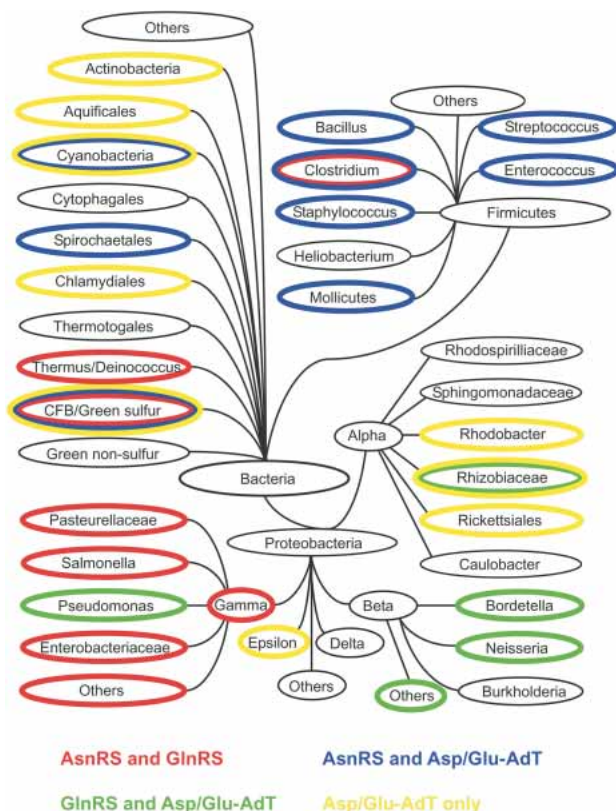 Others
Actinobacteria
Aquificales
Cyanobacteria
Cytophagales
Spirochaetales
Chlamydiales
Thermotogales
Thermus/Deinococcus
CFB/Green sulfur
Green non-sulfur
Bacteria
Others
Bacillus
Streptococcus
Clostridium
Enterococcus
Staphylococcus
Firmicutes
Heliobacterium
Mollicutes
Rhodospirilliaceae
Sphingomonadaceae
Alpha
Rhodobacter
Rhizobiaceae
Rickettsiales
Caulobacter
Proteobacteria
Pasteurellaceae
Salmonella
Pseudomonas
Gamma
Enterobacteriaceae
Others
Epsilon
Delta
Others
Beta
Bordetella
Neisseria
Others
Burkholderia
AsnRS and GlnRS
AsnRS and Asp/Glu-AdT
GlnRS and Asp/Glu-AdT
Asp/Glu-AdT only